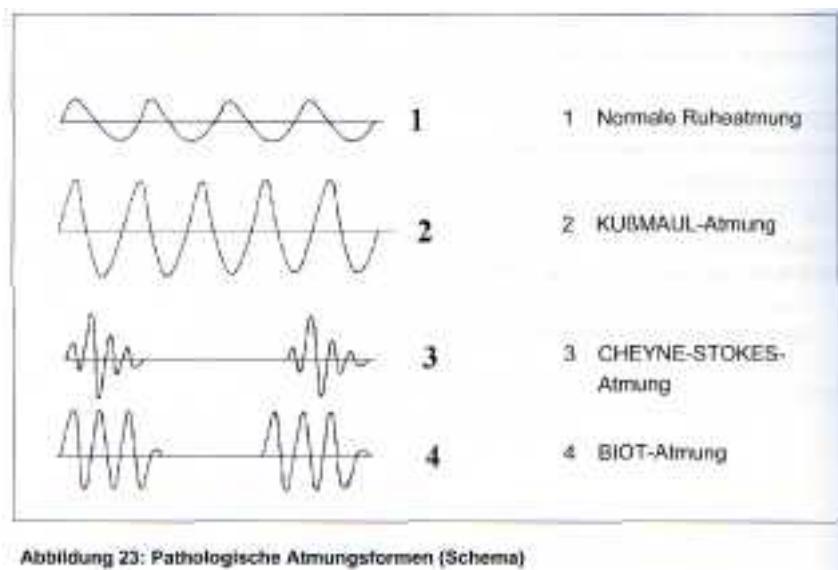 1 1 Normale Ruheatmung
2 2 KUßMAUL-Atmung
3 3 CHEYNE-STOKES-
Atmung
4 4 BIOT-Atmung
Abbildung 23: Pathologische Atmungsformen (Schema)